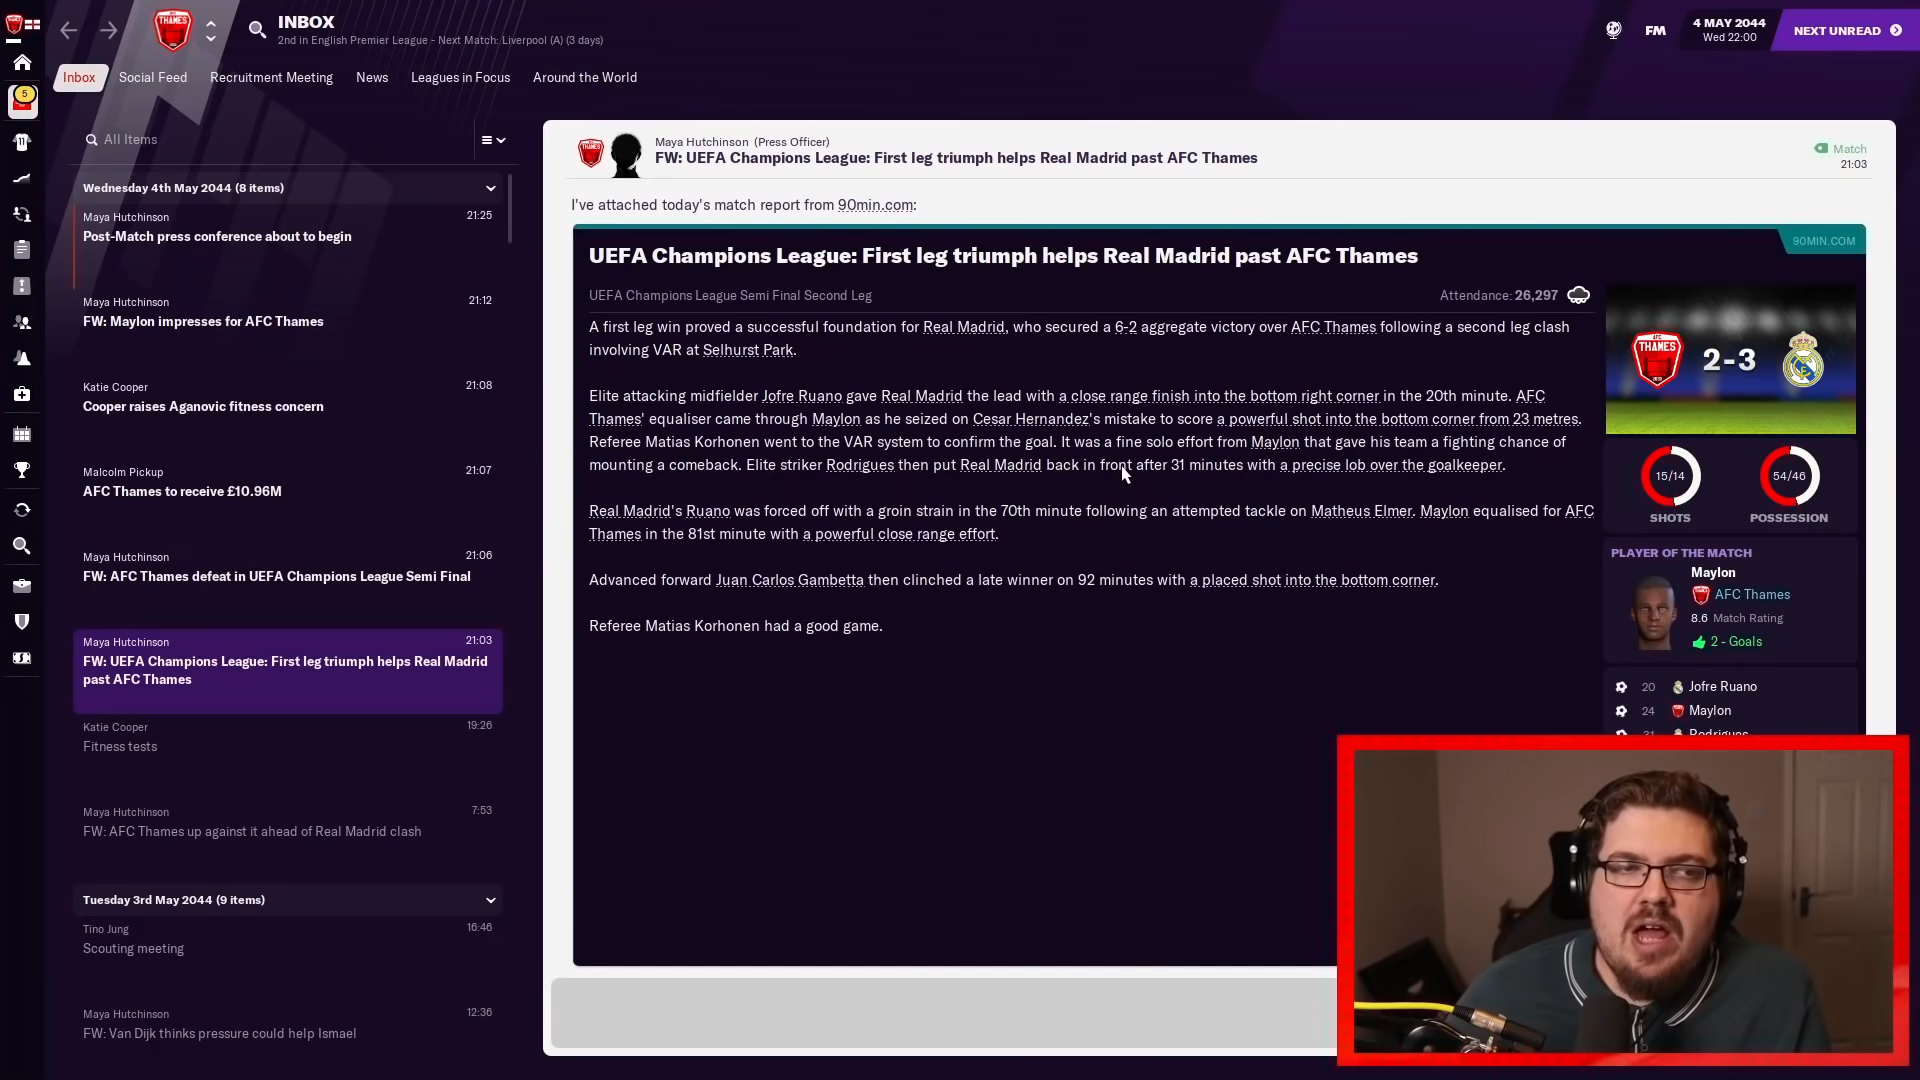 INBOX
2nd in English Premier League - Next Match: Liverpool (A) (3 days)
FM
4 MAY 2044
Wed 22:00
NEXT UNREAD
Inbox
Social Feed
Recruitment Meeting
News
Leagues in Focus
Around the World
5
All Items
Wednesday 4th May 2044 (8 items)
Maya Hutchinson 21:25
Post-Match press conference about to begin
Maya Hutchinson 21:12
FW: Maylon impresses for AFC Thames
Katie Cooper 21:08
Cooper raises Aganovic fitness concern
Malcolm Pickup 21:07
AFC Thames to receive £10.96M
Maya Hutchinson 21:06
FW: AFC Thames defeat in UEFA Champions League Semi Final
Maya Hutchinson 21:03
FW: UEFA Champions League: First leg triumph helps Real Madrid
past AFC Thames
Katie Cooper 19:26
Fitness tests
Maya Hutchinson 7:53
FW: AFC Thames up against it ahead of Real Madrid clash
Tuesday 3rd May 2044 (9 items)
Tino Jung 16:46
Scouting meeting
Maya Hutchinson 12:36
FW: Van Dijk thinks pressure could help Ismael
Maya Hutchinson (Press Officer)
FW: UEFA Champions League: First leg triumph helps Real Madrid past AFC Thames
Match
21:03
I've attached today's match report from 90min.com:
90MIN.COM
UEFA Champions League: First leg triumph helps Real Madrid past AFC Thames
UEFA Champions League Semi Final Second Leg
Attendance: 26,297
A first leg win proved a successful foundation for Real Madrid, who secured a 6-2 aggregate victory over AFC Thames following a second leg clash
involving VAR at Selhurst Park.
Elite attacking midfielder Jofre Ruano gave Real Madrid the lead with a close range finish into the bottom right corner in the 20th minute. AFC
Thames' equaliser came through Maylon as he seized on Cesar Hernandez's mistake to score a powerful shot into the bottom corner from 23 metres.
Referee Matias Korhonen went to the VAR system to confirm the goal. It was a fine solo effort from Maylon that gave his team a fighting chance of
mounting a comeback. Elite striker Rodrigues then put Real Madrid back in front after 31 minutes with a precise lob over the goalkeeper.
Real Madrid's Ruano was forced off with a groin strain in the 70th minute following an attempted tackle on Matheus Elmer. Maylon equalised for AFC
Thames in the 81st minute with a powerful close range effort.
Advanced forward Juan Carlos Gambetta then clinched a late winner on 92 minutes with a placed shot into the bottom corner.
Referee Matias Korhonen had a good game.
THAMES
2-3
15/14
SHOTS
54/46
POSSESSION
PLAYER OF THE MATCH
Maylon
AFC Thames
8.6 Match Rating
2 - Goals
20 Jofre Ruano
24 Maylon
31 Rodrigues